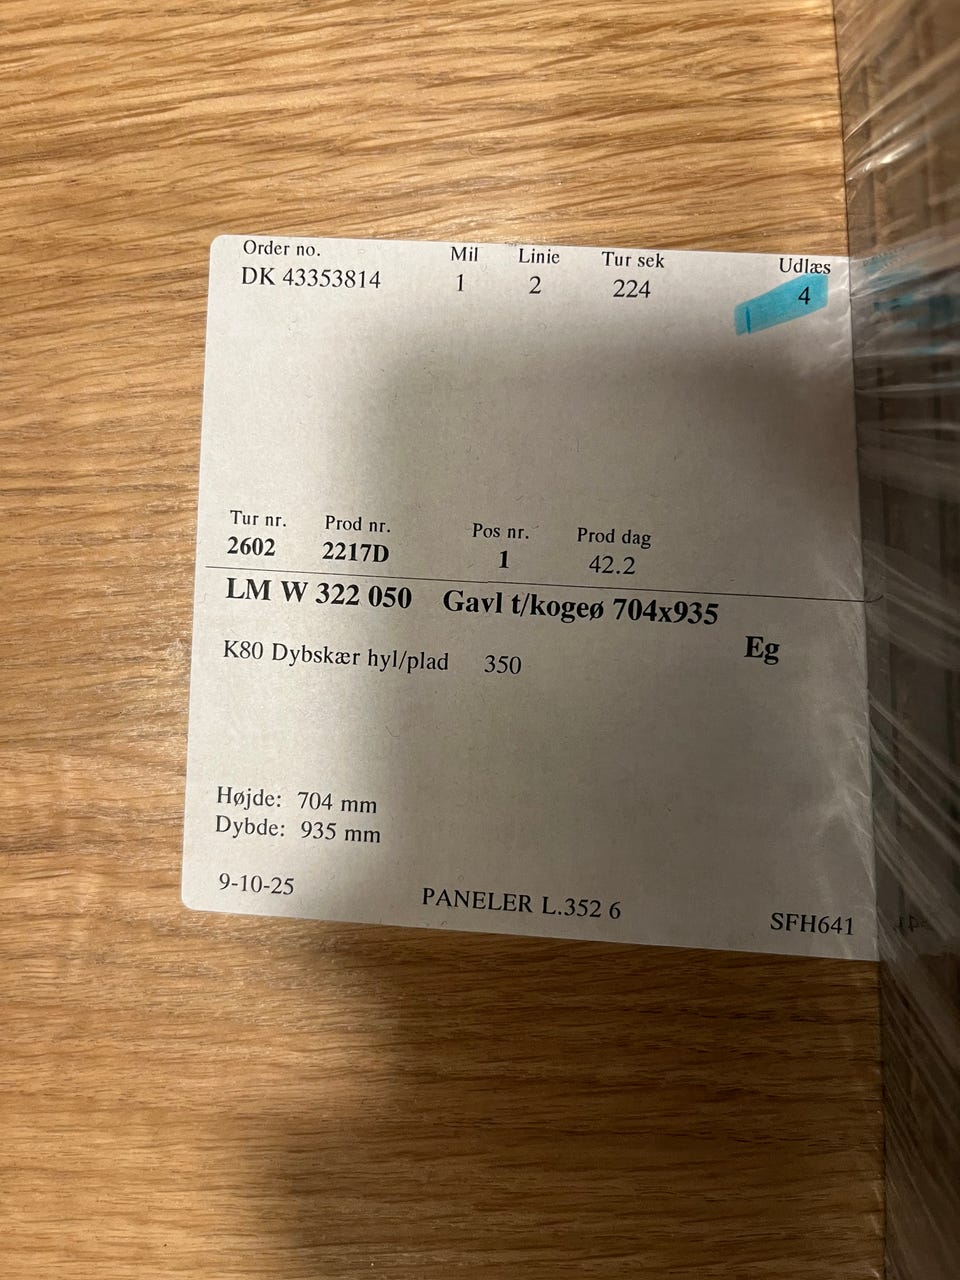 Order no. Mil Linie Tur sek Udlæs
DK 43353814 1 2 224 4
Tur nr. Prod nr. Pos nr. Prod dag
2602 2217D 1 42.2
LM W 322 050 Gavl t/kogeø 704x935
Eg
K80 Dybskær hyl/plad 350
Højde: 704 mm
Dybde: 935 mm
9-10-25 PANELER L.352 6 SFH641